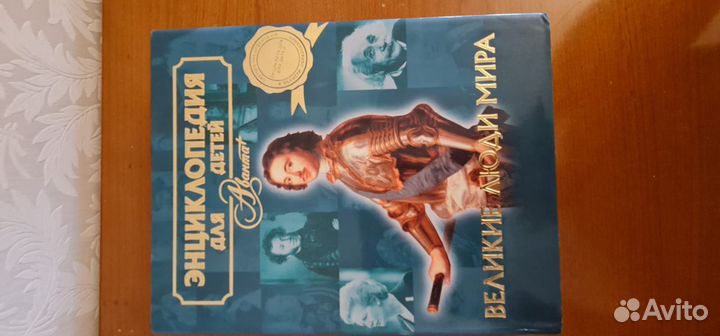 ЭНЦИКЛОПЕДИЯ
ДЛЯ ДЕТЕЙ
Аванта+
ВЕЛИКИЕ ЛЮДИ МИРА
Avito